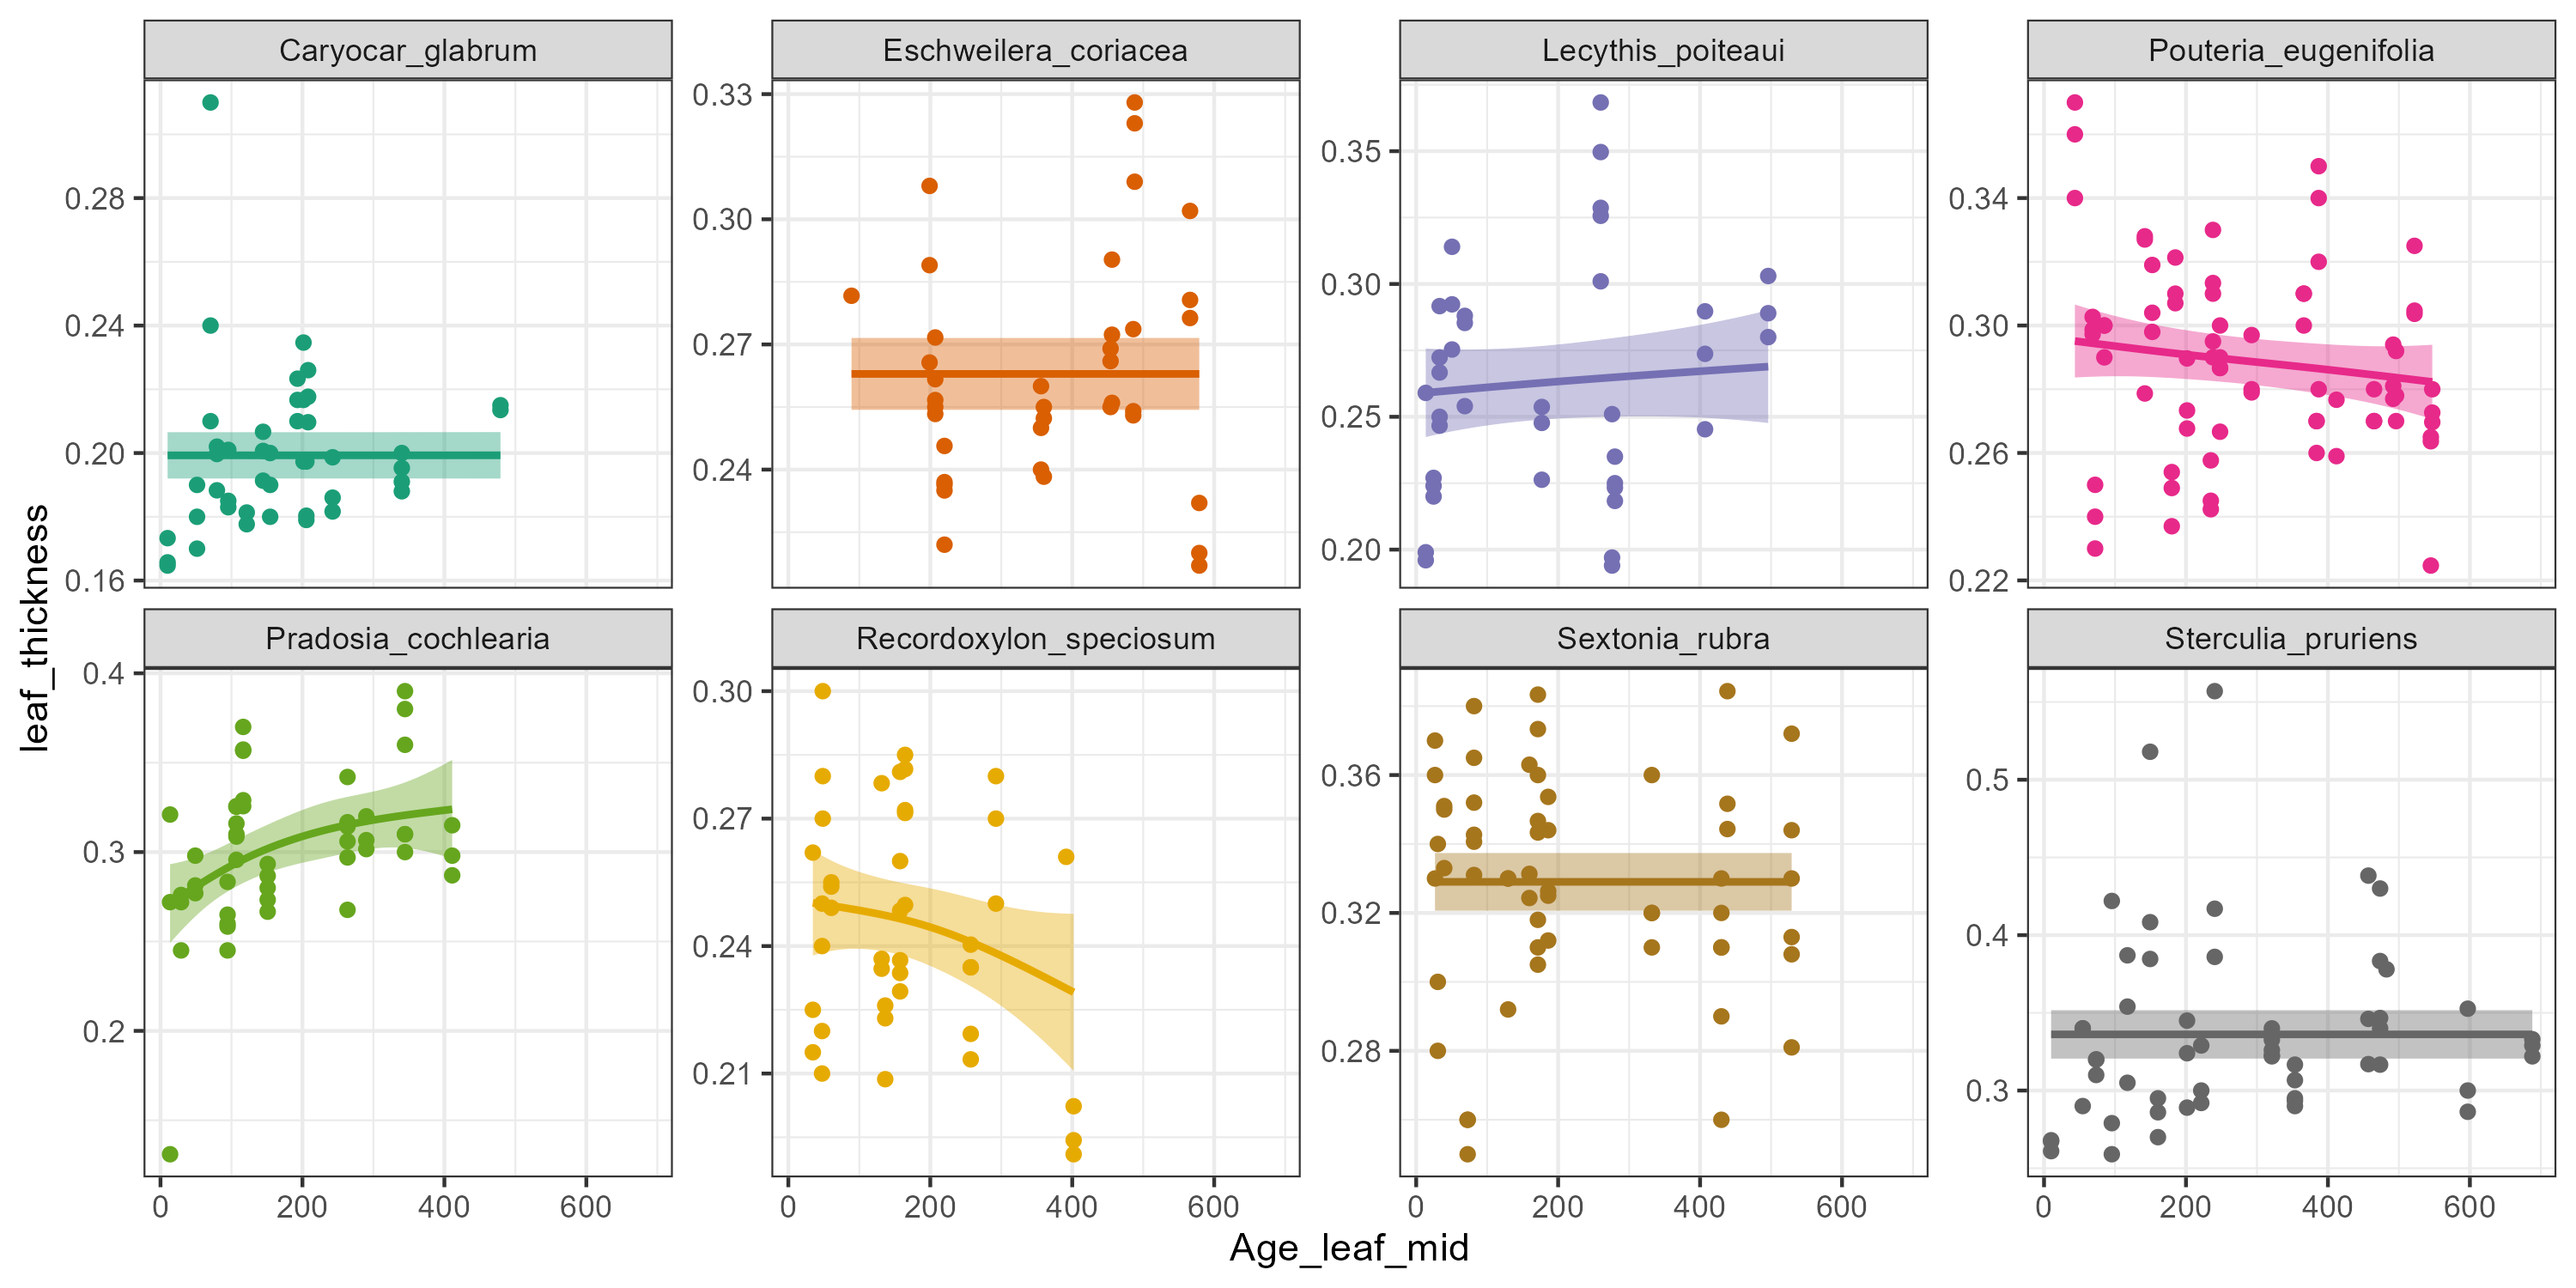 Caryocar_glabrum
Eschweilera_coriacea
Lecythis_poiteaui
Pouteria_eugenifolia
0.28
0.24
0.20
0.16
0.33
0.30
0.27
0.24
0.35
0.30
0.25
0.20
0.34
0.30
0.26
0.22
leaf_thickness
Pradosia_cochlearia
Recordoxylon_speciosum
Sextonia_rubra
Sterculia_pruriens
0.4
0.3
0.2
0.30
0.27
0.24
0.21
0.36
0.32
0.28
0.5
0.4
0.3
0 200 400 600
0 200 400 600
0 200 400 600
0 200 400 600
Age_leaf_mid